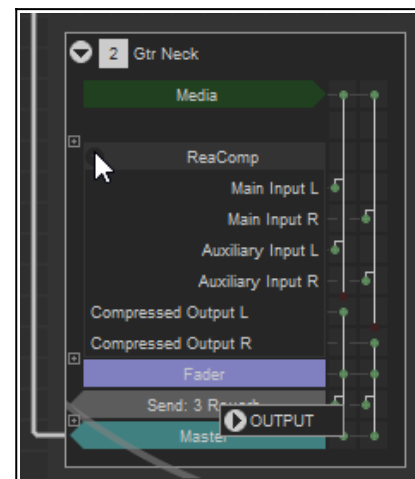 2 Gtr Neck
Media
ReaComp
Main Input L
Main Input R
Auxiliary Input L
Auxiliary Input R
Compressed Output L
Compressed Output R
Fader
Send: 3
OUTPUT
Master